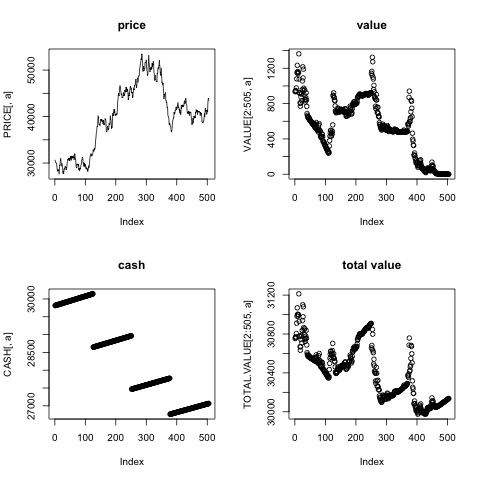 price
PRICE[, a]
30000 40000 50000
0 100 200 300 400 500
Index
value
VALUE[2:505, a]
0 400 800 1200
0 100 200 300 400 500
Index
cash
CASH[, a]
27000 28500 30000
0 100 200 300 400 500
Index
total value
TOTAL.VALUE[2:505, a]
30000 30400 30800 31200
0 100 200 300 400 500
Index